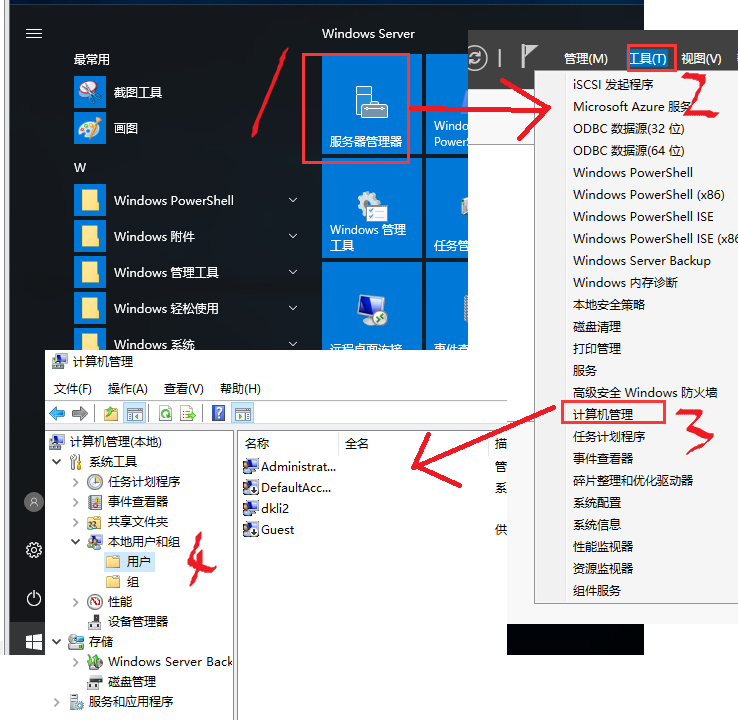 Windows Server
最常用
截图工具
画图
W
Windows PowerShell
Windows 附件
Windows 管理工具
Windows 轻松使用
Windows 系统
1
服务器管理器
Windo
Power
Windows 管理
工具
任务管
远程桌面连接
事件查
管理(M) 工具(T) 视图(V)
2
iSCSI 发起程序
Microsoft Azure 服务
ODBC 数据源(32 位)
ODBC 数据源(64 位)
Windows PowerShell
Windows PowerShell (x86)
Windows PowerShell ISE
Windows PowerShell ISE (x86
Windows Server Backup
Windows 内存诊断
本地安全策略
磁盘清理
打印管理
服务
高级安全 Windows 防火墙
计算机管理
3
任务计划程序
事件查看器
碎片整理和优化驱动器
系统配置
系统信息
性能监视器
资源监视器
组件服务
计算机管理
文件(F) 操作(A) 查看(V) 帮助(H)
计算机管理(本地)
系统工具
任务计划程序
事件查看器
共享文件夹
本地用户和组
用户
组
性能
设备管理器
存储
Windows Server Back
磁盘管理
服务和应用程序
4
名称 全名 描
Administrat... 管
DefaultAcc... 系
dkli2
Guest 供